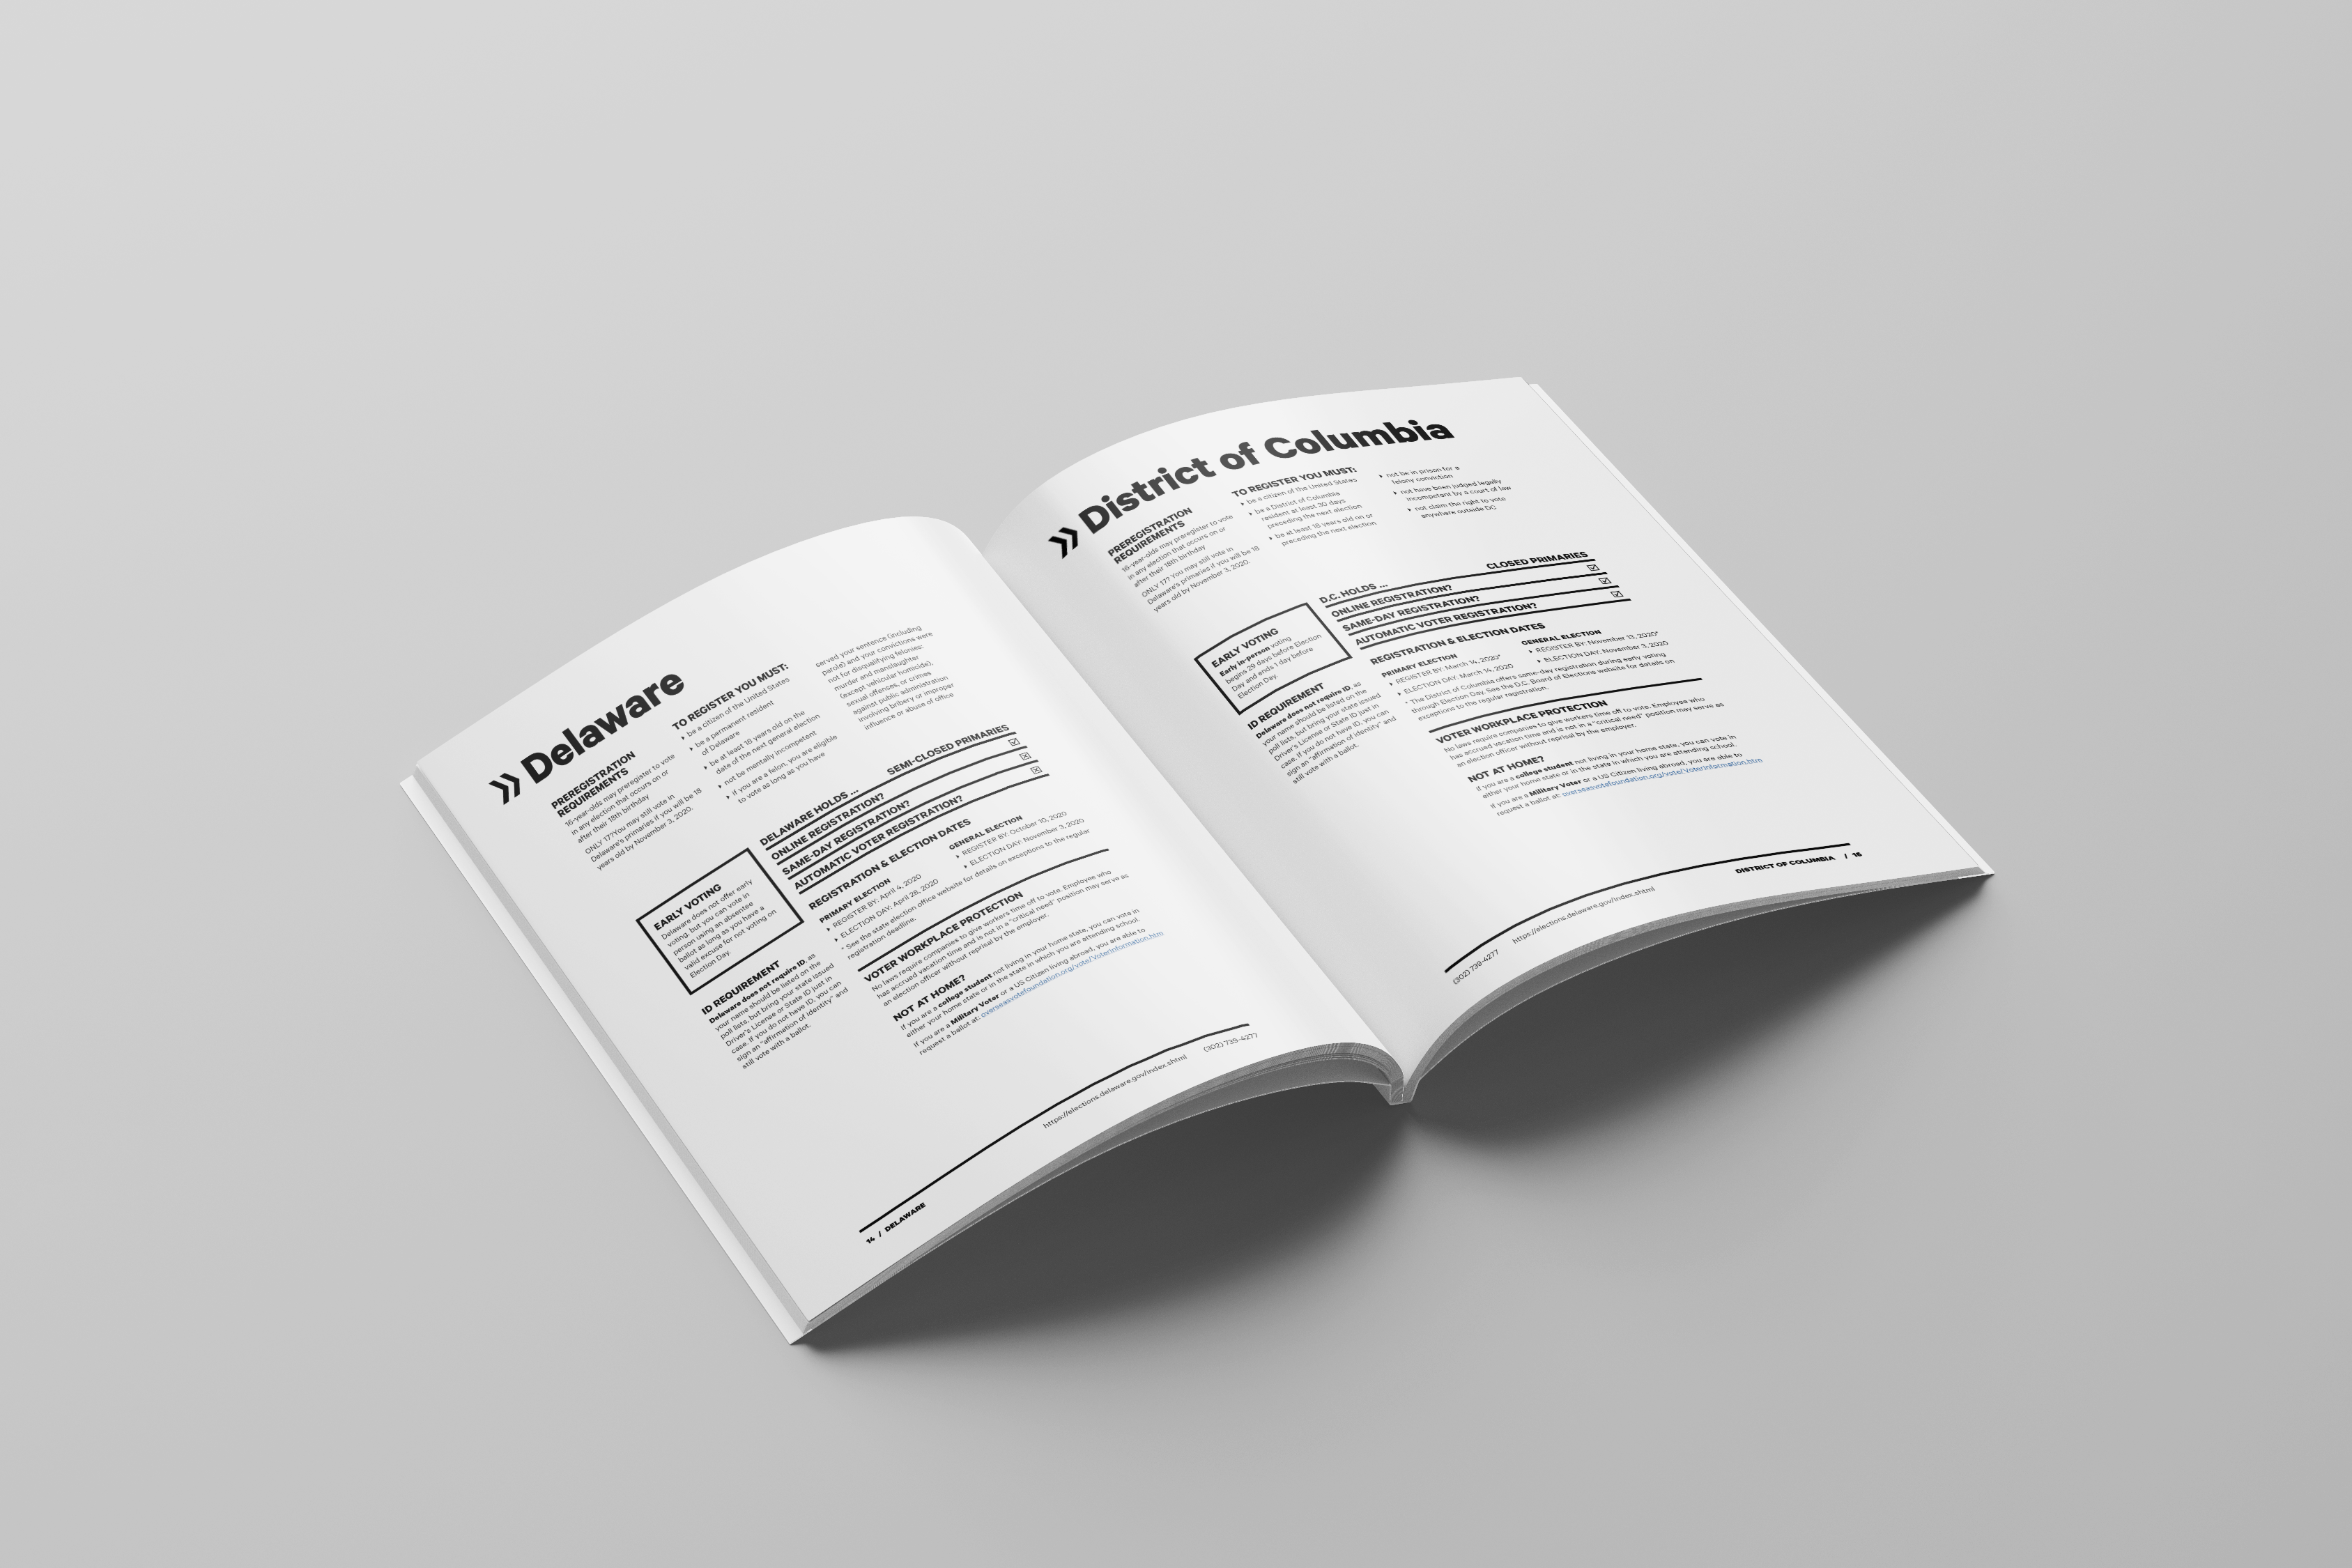 » Delaware
PREREGISTRATION
REQUIREMENTS
16-year-olds may preregister to vote
in any election that occurs on or
after their 18th birthday
ONLY 17?You may still vote in
Delaware's primaries if you will be 18
years old by November 3, 2020.
TO REGISTER YOU MUST:
be a citizen of the United States
be a permanent resident
of Delaware
be at least 18 years old on the
date of the next general election
not be mentally incompetent
if you are a felon, you are eligible
to vote as long as you have
served your sentence (including
parole) and your convictions were
not for disqualifying felonies:
murder and manslaughter
(except vehicular homicide),
sexual offenses, or crimes
against public administration
involving bribery or improper
influence or abuse of office
EARLY VOTING
Delaware does not offer early
voting, but you can vote in
person using an absentee
ballot as long as you have a
valid excuse for not voting on
Election Day.
ID REQUIREMENT
Delaware does not require ID, as
your name should be listed on the
poll lists, but bring your state issued
Driver's License or State ID just in
case. If you do not have ID, you can
sign an "affirmation of identity" and
still vote with a ballot.
DELAWARE HOLDS ... SEMI-CLOSED PRIMARIES
ONLINE REGISTRATION? ☑
SAME-DAY REGISTRATION? ☒
AUTOMATIC VOTER REGISTRATION? ☒
REGISTRATION & ELECTION DATES
PRIMARY ELECTION
REGISTER BY: April 4, 2020
ELECTION DAY: April 28, 2020
GENERAL ELECTION
REGISTER BY: October 10, 2020
ELECTION DAY: November 3, 2020
* See the state election office website for details on exceptions to the regular
registration deadline.
VOTER WORKPLACE PROTECTION
No laws require companies to give workers time off to vote. Employee who
has accrued vacation time and is not in a "critical need" position may serve as
an election officer without reprisal by the employer.
NOT AT HOME?
If you are a college student not living in your home state, you can vote in
either your home state or in the state in which you are attending school.
If you are a Military Voter or a US Citizen living abroad, you are able to
request a ballot at: overseasvotefoundation.org/vote/VoterInformation.htm
https://elections.delaware.gov/index.shtml (302) 739-4277
14 / DELAWARE
» District of Columbia
PREREGISTRATION
REQUIREMENTS
16-year-olds may preregister to vote
in any election that occurs on or
after their 18th birthday
ONLY 17? You may still vote in
Delaware's primaries if you will be 18
years old by November 3, 2020.
TO REGISTER YOU MUST:
be a citizen of the United States
be a District of Columbia
resident at least 30 days
preceding the next election
be at least 18 years old on or
preceding the next election
not be in prison for a
felony conviction
not have been judged legally
incompetent by a court of law
not claim the right to vote
anywhere outside DC
EARLY VOTING
Early in-person voting
begins 29 days before Election
Day and ends 1 day before
Election Day.
ID REQUIREMENT
Delaware does not require ID, as
your name should be listed on the
poll lists, but bring your state issued
Driver's License or State ID just in
case. If you do not have ID, you can
sign an "affirmation of identity" and
still vote with a ballot.
D.C. HOLDS ... CLOSED PRIMARIES
ONLINE REGISTRATION? ☑
SAME-DAY REGISTRATION? ☑
AUTOMATIC VOTER REGISTRATION? ☑
REGISTRATION & ELECTION DATES
PRIMARY ELECTION
REGISTER BY: March 14, 2020*
ELECTION DAY: March 14, 2020
GENERAL ELECTION
REGISTER BY: November 13, 2020*
ELECTION DAY: November 3, 2020
* The District of Columbia offers same-day registration during early voting
through Election Day. See the D.C. Board of Elections website for details on
exceptions to the regular registration.
VOTER WORKPLACE PROTECTION
No laws require companies to give workers time off to vote. Employee who
has accrued vacation time and is not in a "critical need" position may serve as
an election officer without reprisal by the employer.
NOT AT HOME?
If you are a college student not living in your home state, you can vote in
either your home state or in the state in which you are attending school.
If you are a Military Voter or a US Citizen living abroad, you are able to
request a ballot at: overseasvotefoundation.org/vote/VoterInformation.htm
(302) 739-4277 https://elections.delaware.gov/index.shtml
DISTRICT OF COLUMBIA / 15